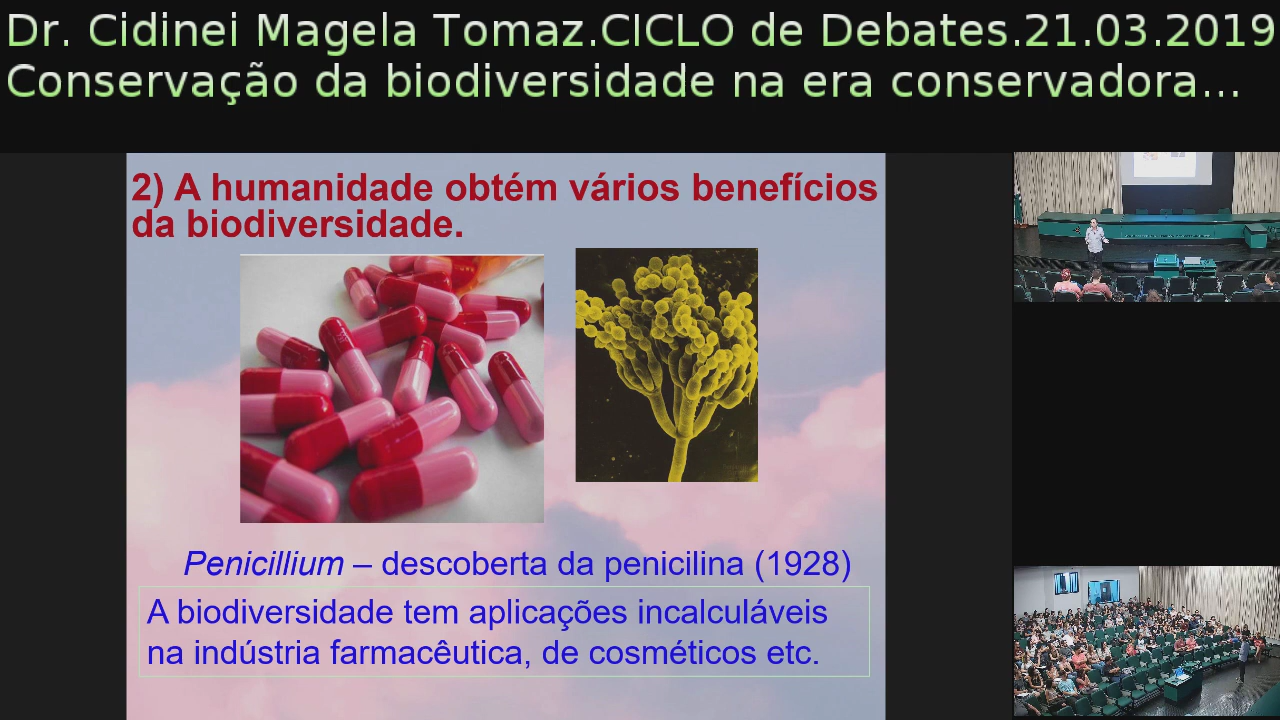 Dr. Cidinei Magela Tomaz.CICLO de Debates.21.03.2019
Conservação da biodiversidade na era conservadora...
2) A humanidade obtém vários benefícios
da biodiversidade.
Penicillium – descoberta da penicilina (1928)
A biodiversidade tem aplicações incalculáveis
na indústria farmacêutica, de cosméticos etc.